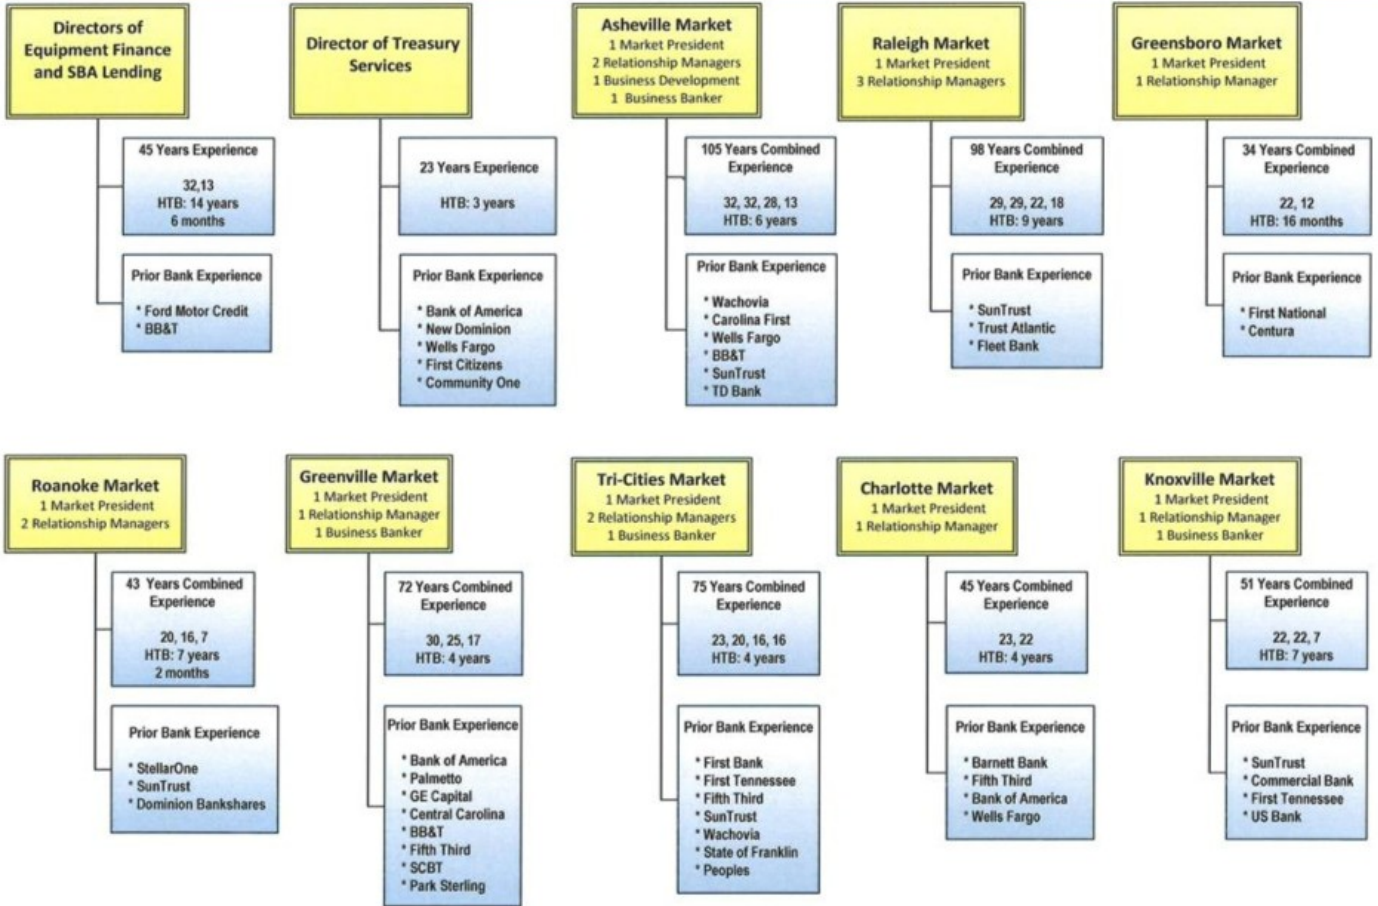 Directors of
Equipment Finance
and SBA Lending
45 Years Experience
32,13
HTB: 14 years
6 months
Prior Bank Experience
* Ford Motor Credit
* BB&T
Director of Treasury
Services
23 Years Experience
HTB: 3 years
Prior Bank Experience
* Bank of America
* New Dominion
* Wells Fargo
* First Citizens
* Community One
Asheville Market
1 Market President
2 Relationship Managers
1 Business Development
1 Business Banker
105 Years Combined
Experience
32, 32, 28, 13
HTB: 6 years
Prior Bank Experience
* Wachovia
* Carolina First
* Wells Fargo
* BB&T
* SunTrust
* TD Bank
Raleigh Market
1 Market President
3 Relationship Managers
98 Years Combined
Experience
29, 29, 22, 18
HTB: 9 years
Prior Bank Experience
* SunTrust
* Trust Atlantic
* Fleet Bank
Greensboro Market
1 Market President
1 Relationship Manager
34 Years Combined
Experience
22, 12
HTB: 16 months
Prior Bank Experience
* First National
* Centura
Roanoke Market
1 Market President
2 Relationship Managers
43 Years Combined
Experience
20, 16, 7
HTB: 7 years
2 months
Prior Bank Experience
* StellarOne
* SunTrust
* Dominion Bankshares
Greenville Market
1 Market President
1 Relationship Manager
1 Business Banker
72 Years Combined
Experience
30, 25, 17
HTB: 4 years
Prior Bank Experience
* Bank of America
* Palmetto
* GE Capital
* Central Carolina
* BB&T
* Fifth Third
* SCBT
* Park Sterling
Tri-Cities Market
1 Market President
2 Relationship Managers
1 Business Banker
75 Years Combined
Experience
23, 20, 16, 16
HTB: 4 years
Prior Bank Experience
* First Bank
* First Tennessee
* Fifth Third
* SunTrust
* Wachovia
* State of Franklin
* Peoples
Charlotte Market
1 Market President
1 Relationship Manager
45 Years Combined
Experience
23, 22
HTB: 4 years
Prior Bank Experience
* Barnett Bank
* Fifth Third
* Bank of America
* Wells Fargo
Knoxville Market
1 Market President
1 Relationship Manager
1 Business Banker
51 Years Combined
Experience
22, 22, 7
HTB: 7 years
Prior Bank Experience
* SunTrust
* Commercial Bank
* First Tennessee
* US Bank